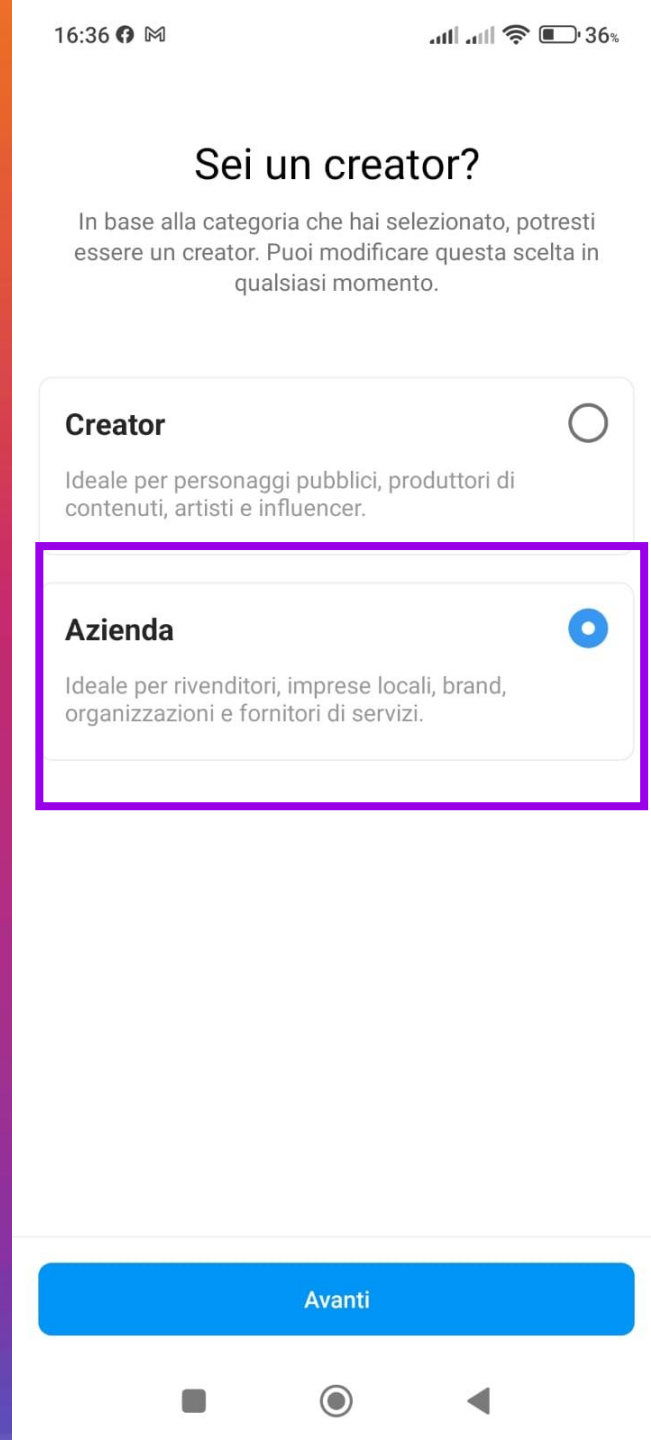 16:36
36%
Sei un creator?
In base alla categoria che hai selezionato, potresti
essere un creator. Puoi modificare questa scelta in
qualsiasi momento.
Creator
Ideale per personaggi pubblici, produttori di
contenuti, artisti e influencer.
Azienda
Ideale per rivenditori, imprese locali, brand,
organizzazioni e fornitori di servizi.
Avanti